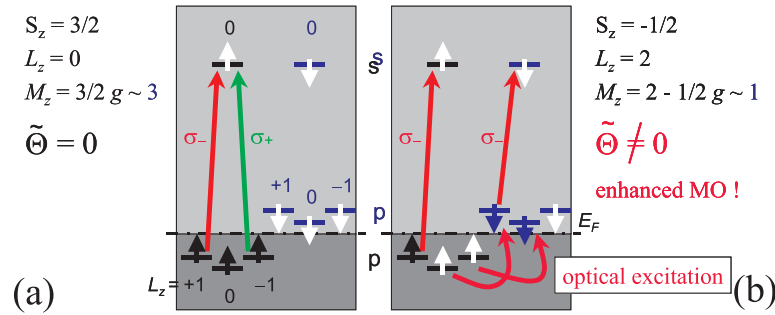 S_z = 3/2
L_z = 0
M_z = 3/2 g ~ 3
Θ̃ = 0
(a)
0 0
s
s
σ₋ σ₊
+1 0 −1
p
p
L_z = +1 0 −1
σ₋ σ₋
E_F
optical excitation
S_z = -1/2
L_z = 2
M_z = 2 - 1/2 g ~ 1
Θ̃ ≠ 0
enhanced MO !
(b)